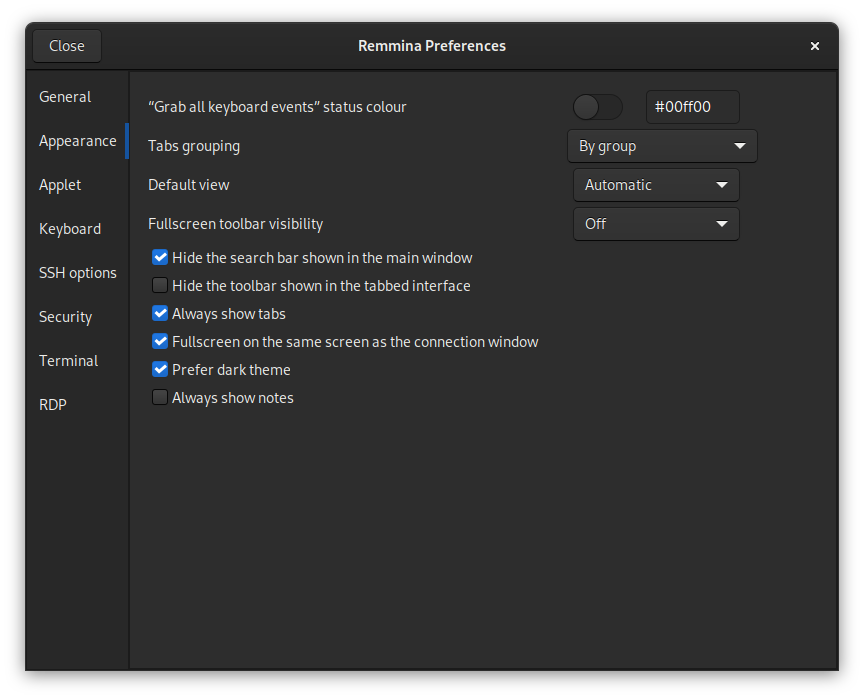 Close
Remmina Preferences
General
Appearance
Applet
Keyboard
SSH options
Security
Terminal
RDP
“Grab all keyboard events” status colour
#00ff00
Tabs grouping
By group
Default view
Automatic
Fullscreen toolbar visibility
Off
Hide the search bar shown in the main window
Hide the toolbar shown in the tabbed interface
Always show tabs
Fullscreen on the same screen as the connection window
Prefer dark theme
Always show notes